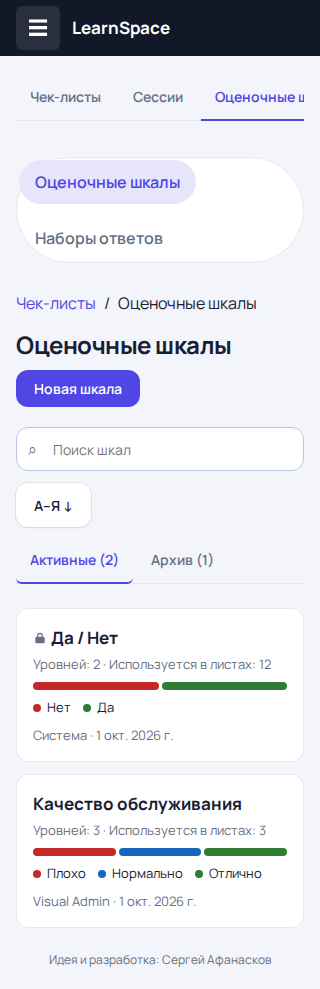 LearnSpace
Чек-листы Сессии Оценочные ш
Оценочные шкалы
Наборы ответов
Чек-листы / Оценочные шкалы
Оценочные шкалы
Новая шкала
Поиск шкал
А–Я ↓
Активные (2) Архив (1)
Да / Нет
Уровней: 2 · Используется в листах: 12
Нет Да
Система · 1 окт. 2026 г.
Качество обслуживания
Уровней: 3 · Используется в листах: 3
Плохо Нормально Отлично
Visual Admin · 1 окт. 2026 г.
Идея и разработка: Сергей Афанасков